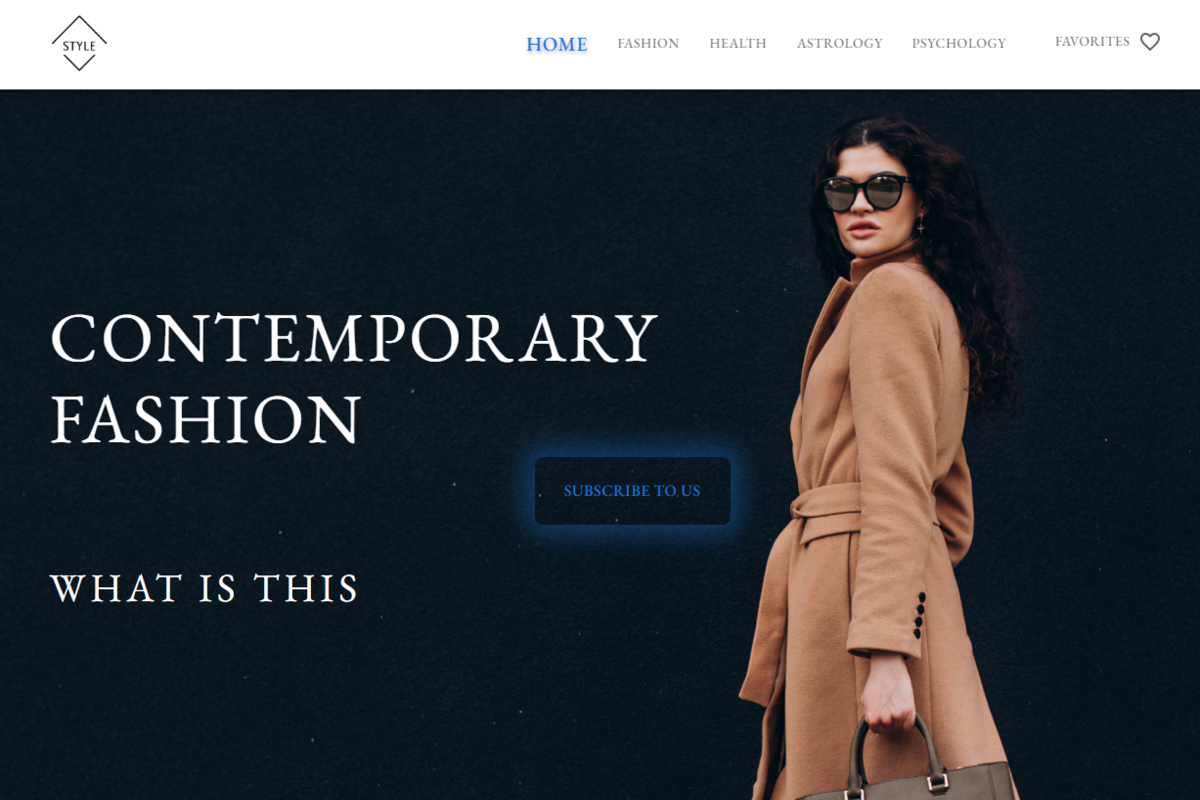 STYLE
HOME FASHION HEALTH ASTROLOGY PSYCHOLOGY FAVORITES
CONTEMPORARY
FASHION
SUBSCRIBE TO US
WHAT IS THIS